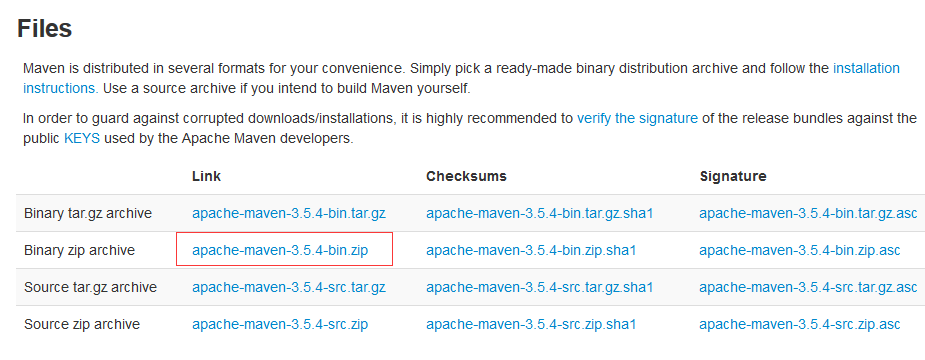 Files
Maven is distributed in several formats for your convenience. Simply pick a ready-made binary distribution archive and follow the installation
instructions. Use a source archive if you intend to build Maven yourself.
In order to guard against corrupted downloads/installations, it is highly recommended to verify the signature of the release bundles against the
public KEYS used by the Apache Maven developers.
Link Checksums Signature
Binary tar.gz archive apache-maven-3.5.4-bin.tar.gz apache-maven-3.5.4-bin.tar.gz.sha1 apache-maven-3.5.4-bin.tar.gz.asc
Binary zip archive apache-maven-3.5.4-bin.zip apache-maven-3.5.4-bin.zip.sha1 apache-maven-3.5.4-bin.zip.asc
Source tar.gz archive apache-maven-3.5.4-src.tar.gz apache-maven-3.5.4-src.tar.gz.sha1 apache-maven-3.5.4-src.tar.gz.asc
Source zip archive apache-maven-3.5.4-src.zip apache-maven-3.5.4-src.zip.sha1 apache-maven-3.5.4-src.zip.asc